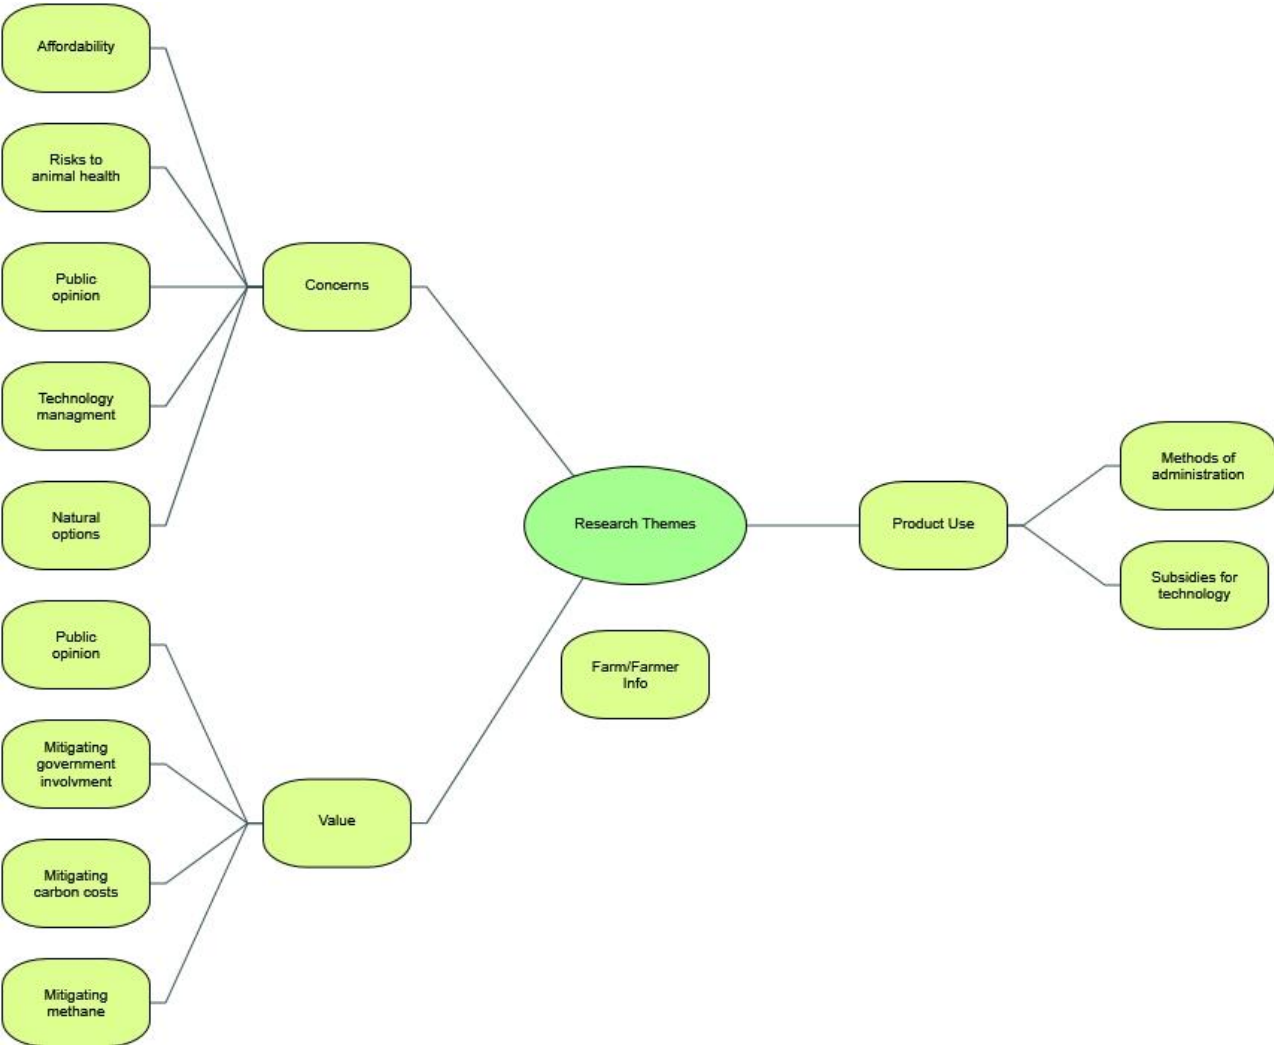 Affordability
Risks to
animal health
Public
opinion
Technology
managment
Natural
options
Concerns
Public
opinion
Mitigating
government
involvment
Mitigating
carbon costs
Mitigating
methane
Value
Research Themes
Farm/Farmer
Info
Product Use
Methods of
administration
Subsidies for
technology